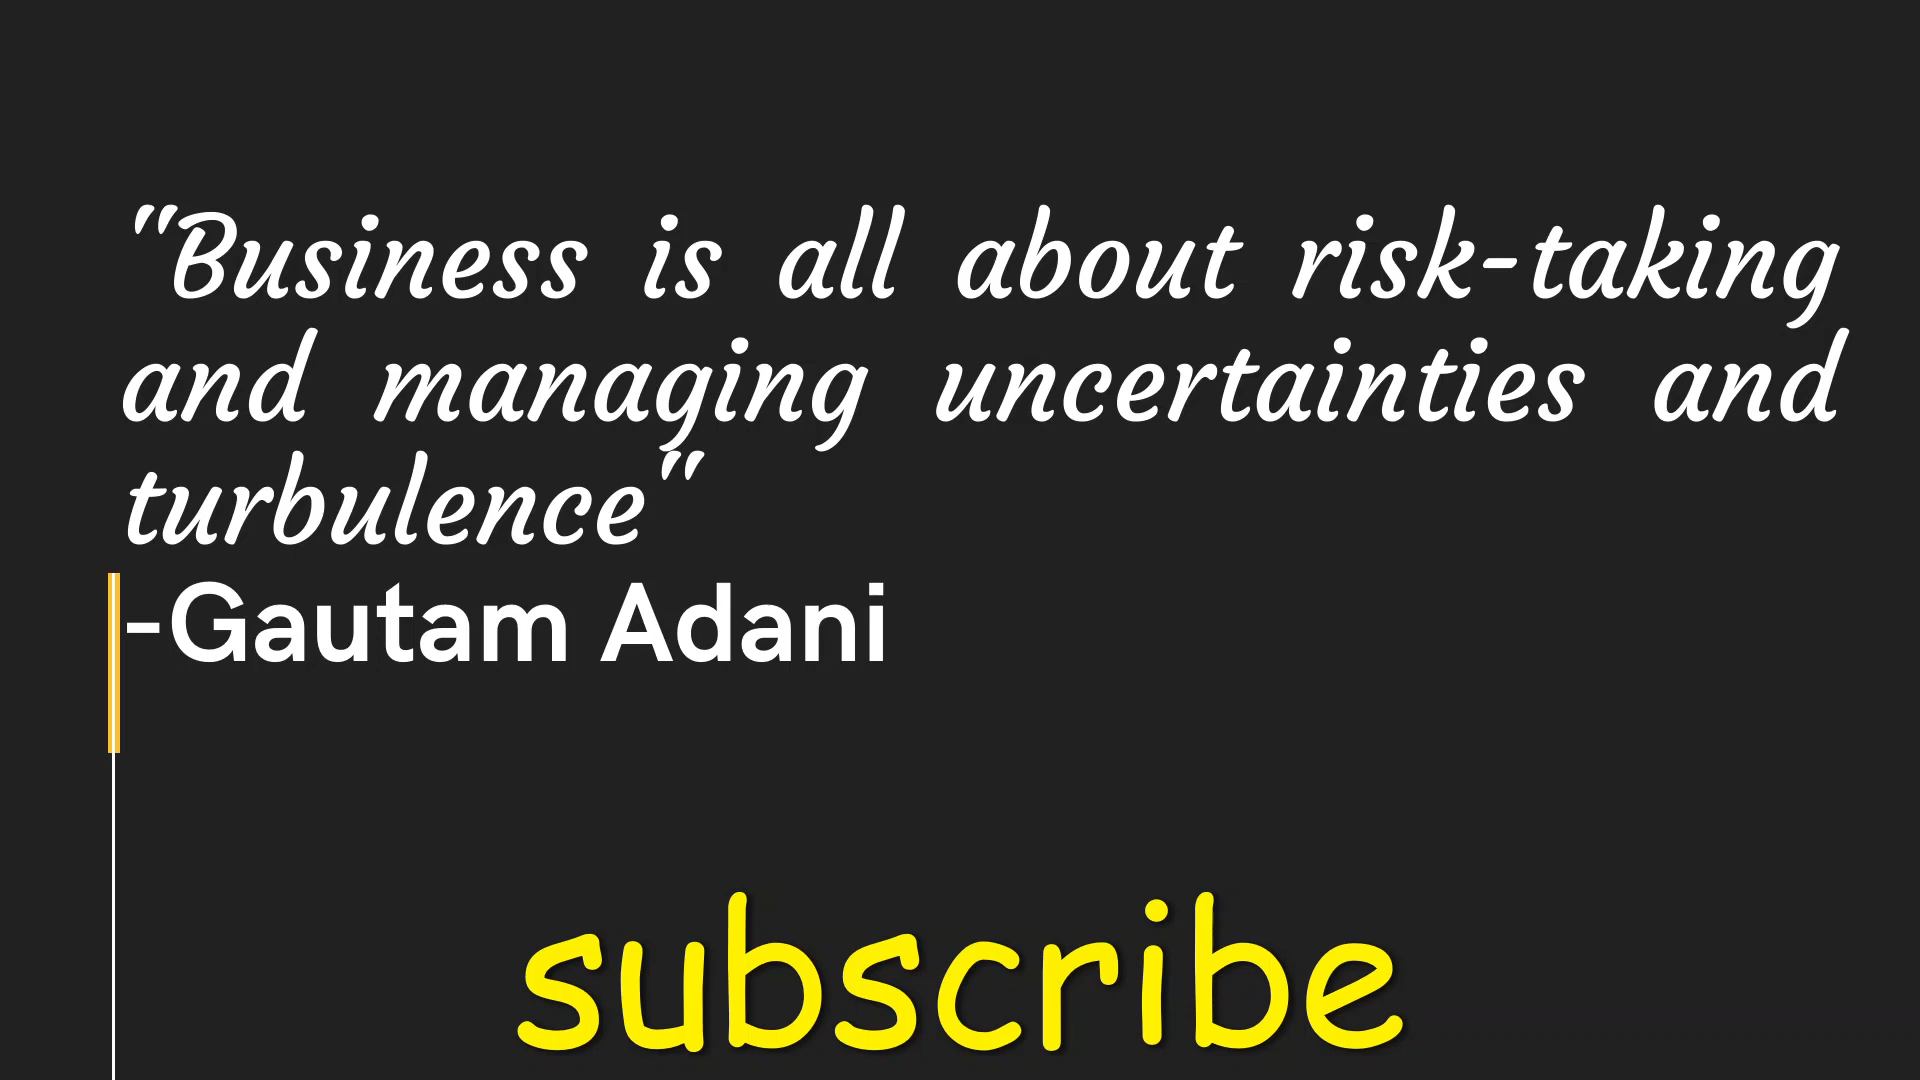 "Business is all about risk-taking
and managing uncertainties and
turbulence"
-Gautam Adani
subscribe